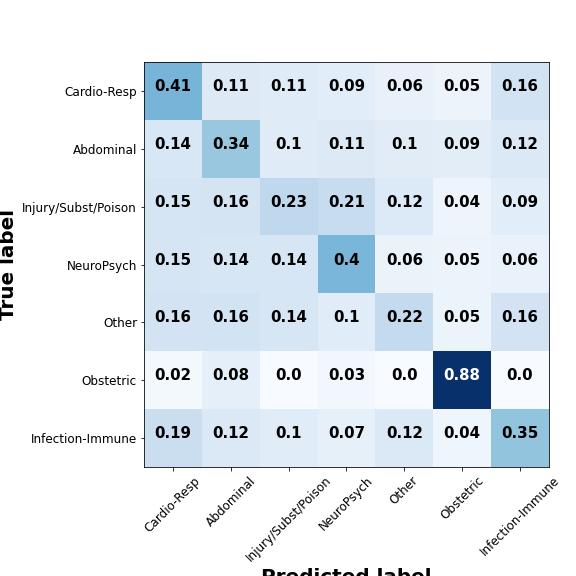 Cardio-Resp 0.41 0.11 0.11 0.09 0.06 0.05 0.16
Abdominal 0.14 0.34 0.1 0.11 0.1 0.09 0.12
Injury/Subst/Poison 0.15 0.16 0.23 0.21 0.12 0.04 0.09
NeuroPsych 0.15 0.14 0.14 0.4 0.06 0.05 0.06
Other 0.16 0.16 0.14 0.1 0.22 0.05 0.16
Obstetric 0.02 0.08 0.0 0.03 0.0 0.88 0.0
Infection-Immune 0.19 0.12 0.1 0.07 0.12 0.04 0.35
True label
Cardio-Resp Abdominal Injury/Subst/Poison NeuroPsych Other Obstetric Infection-Immune
Predicted label